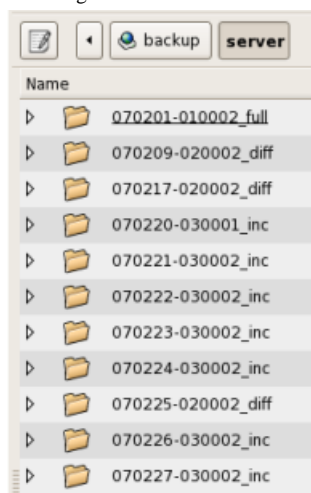 backup server
Name
070201-010002_full
070209-020002_diff
070217-020002_diff
070220-030001_inc
070221-030002_inc
070222-030002_inc
070223-030002_inc
070224-030002_inc
070225-020002_diff
070226-030002_inc
070227-030002_inc